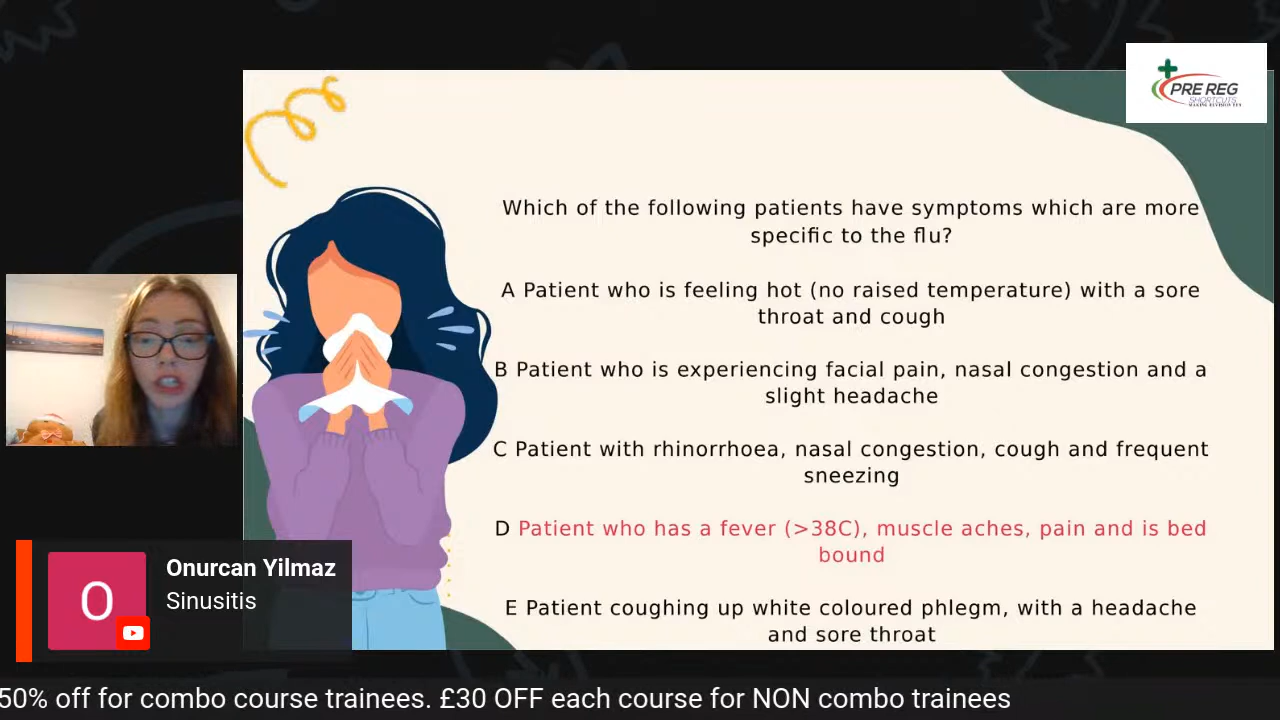 PRE REG
SHORTCUTS
Which of the following patients have symptoms which are more
specific to the flu?
A Patient who is feeling hot (no raised temperature) with a sore
throat and cough
B Patient who is experiencing facial pain, nasal congestion and a
slight headache
C Patient with rhinorrhoea, nasal congestion, cough and frequent
sneezing
D Patient who has a fever (>38C), muscle aches, pain and is bed
bound
E Patient coughing up white coloured phlegm, with a headache
and sore throat
O
Onurcan Yilmaz
Sinusitis
50% off for combo course trainees. £30 OFF each course for NON combo trainees